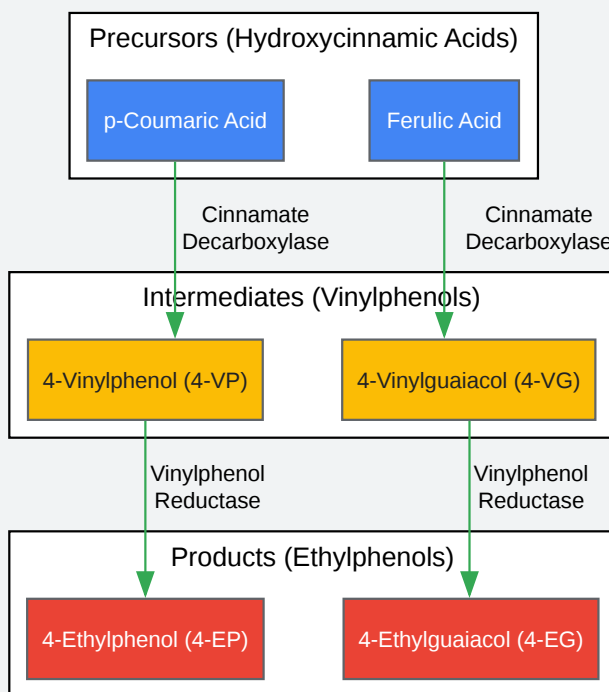 Precursors (Hydroxycinnamic Acids)
p-Coumaric Acid
Ferulic Acid
Cinnamate
Decarboxylase
Cinnamate
Decarboxylase
Intermediates (Vinylphenols)
4-Vinylphenol (4-VP)
4-Vinylguaiacol (4-VG)
Vinylphenol
Reductase
Vinylphenol
Reductase
Products (Ethylphenols)
4-Ethylphenol (4-EP)
4-Ethylguaiacol (4-EG)